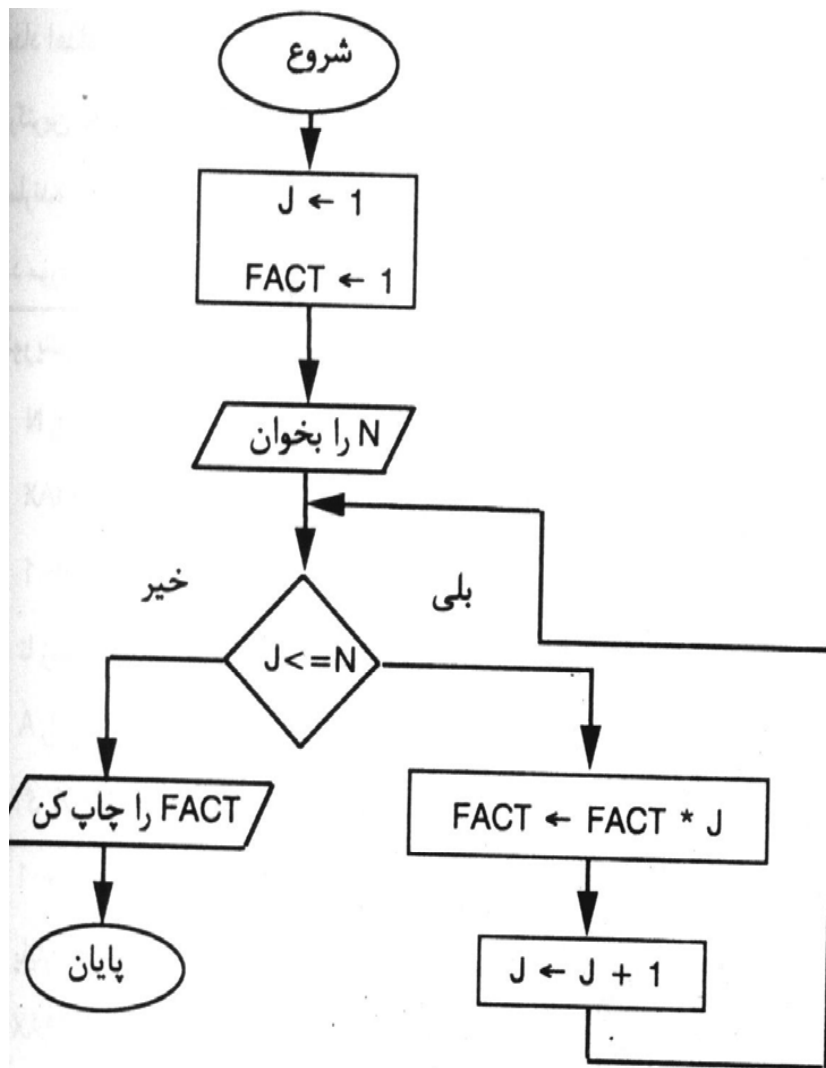 شروع
J ← 1
FACT ← 1
N را بخوان
خیر
بلی
J<=N
FACT را چاپ کن
FACT ← FACT * J
پایان
J ← J + 1